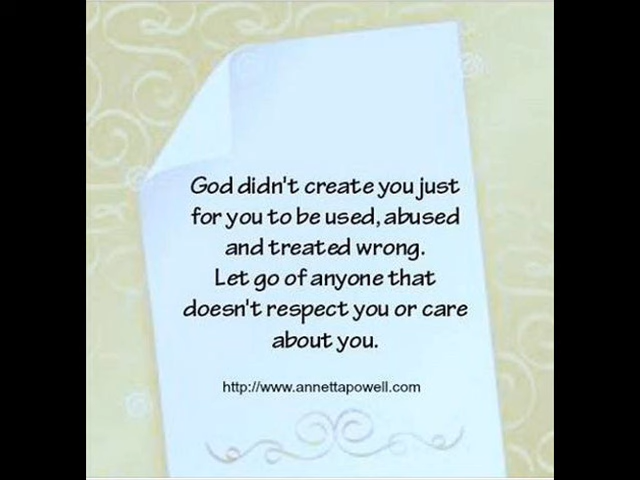 God didn't create you just
for you to be used, abused
and treated wrong.
Let go of anyone that
doesn't respect you or care
about you.
http://www.annettapowell.com